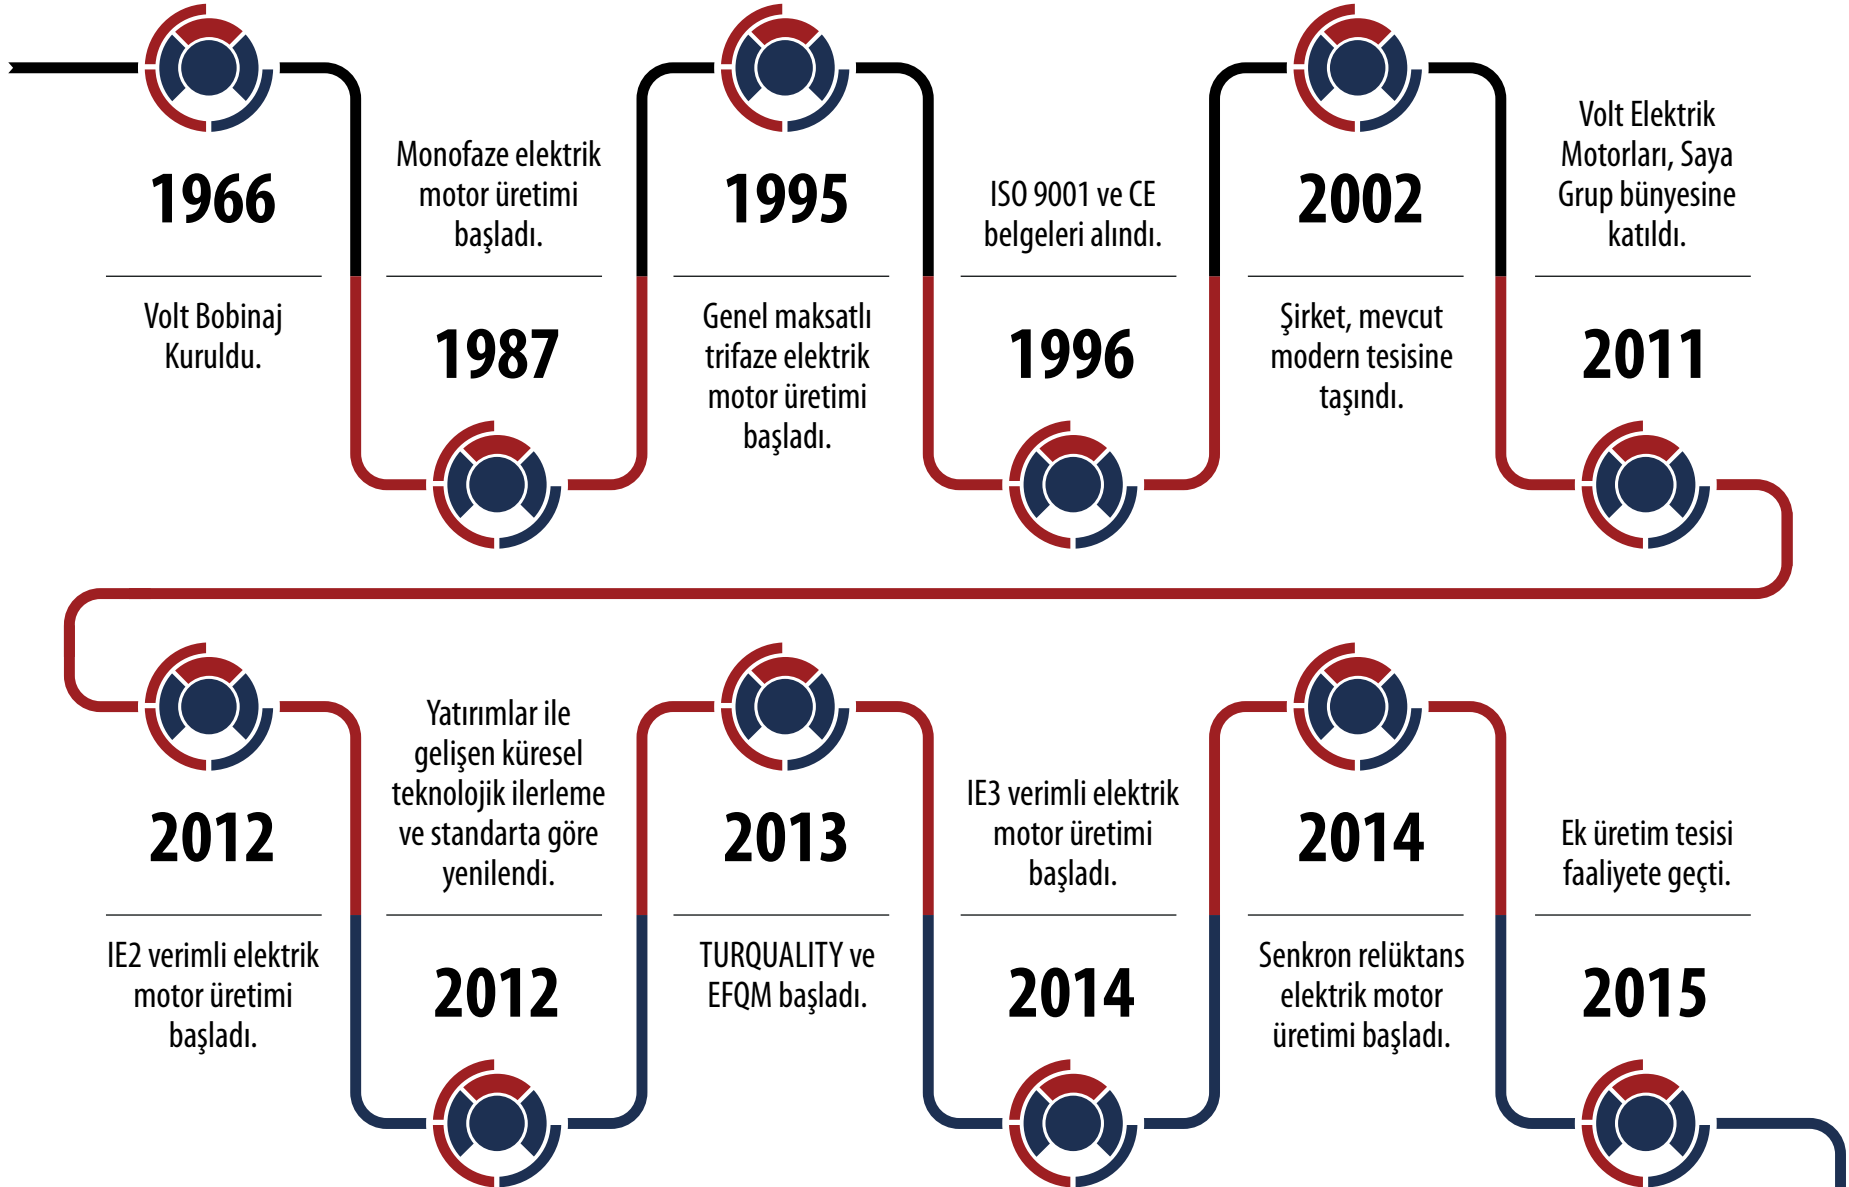 1966
Volt Bobinaj
Kuruldu.
Monofaze elektrik
motor üretimi
başladı.
1987
1995
Genel maksatlı
trifaze elektrik
motor üretimi
başladı.
ISO 9001 ve CE
belgeleri alındı.
1996
2002
Şirket, mevcut
modern tesisine
taşındı.
Volt Elektrik
Motorları, Saya
Grup bünyesine
katıldı.
2011
2012
IE2 verimli elektrik
motor üretimi
başladı.
Yatırımlar ile
gelişen küresel
teknolojik ilerleme
ve standarta göre
yenilendi.
2012
2013
TURQUALITY ve
EFQM başladı.
IE3 verimli elektrik
motor üretimi
başladı.
2014
2014
Senkron relüktans
elektrik motor
üretimi başladı.
Ek üretim tesisi
faaliyete geçti.
2015